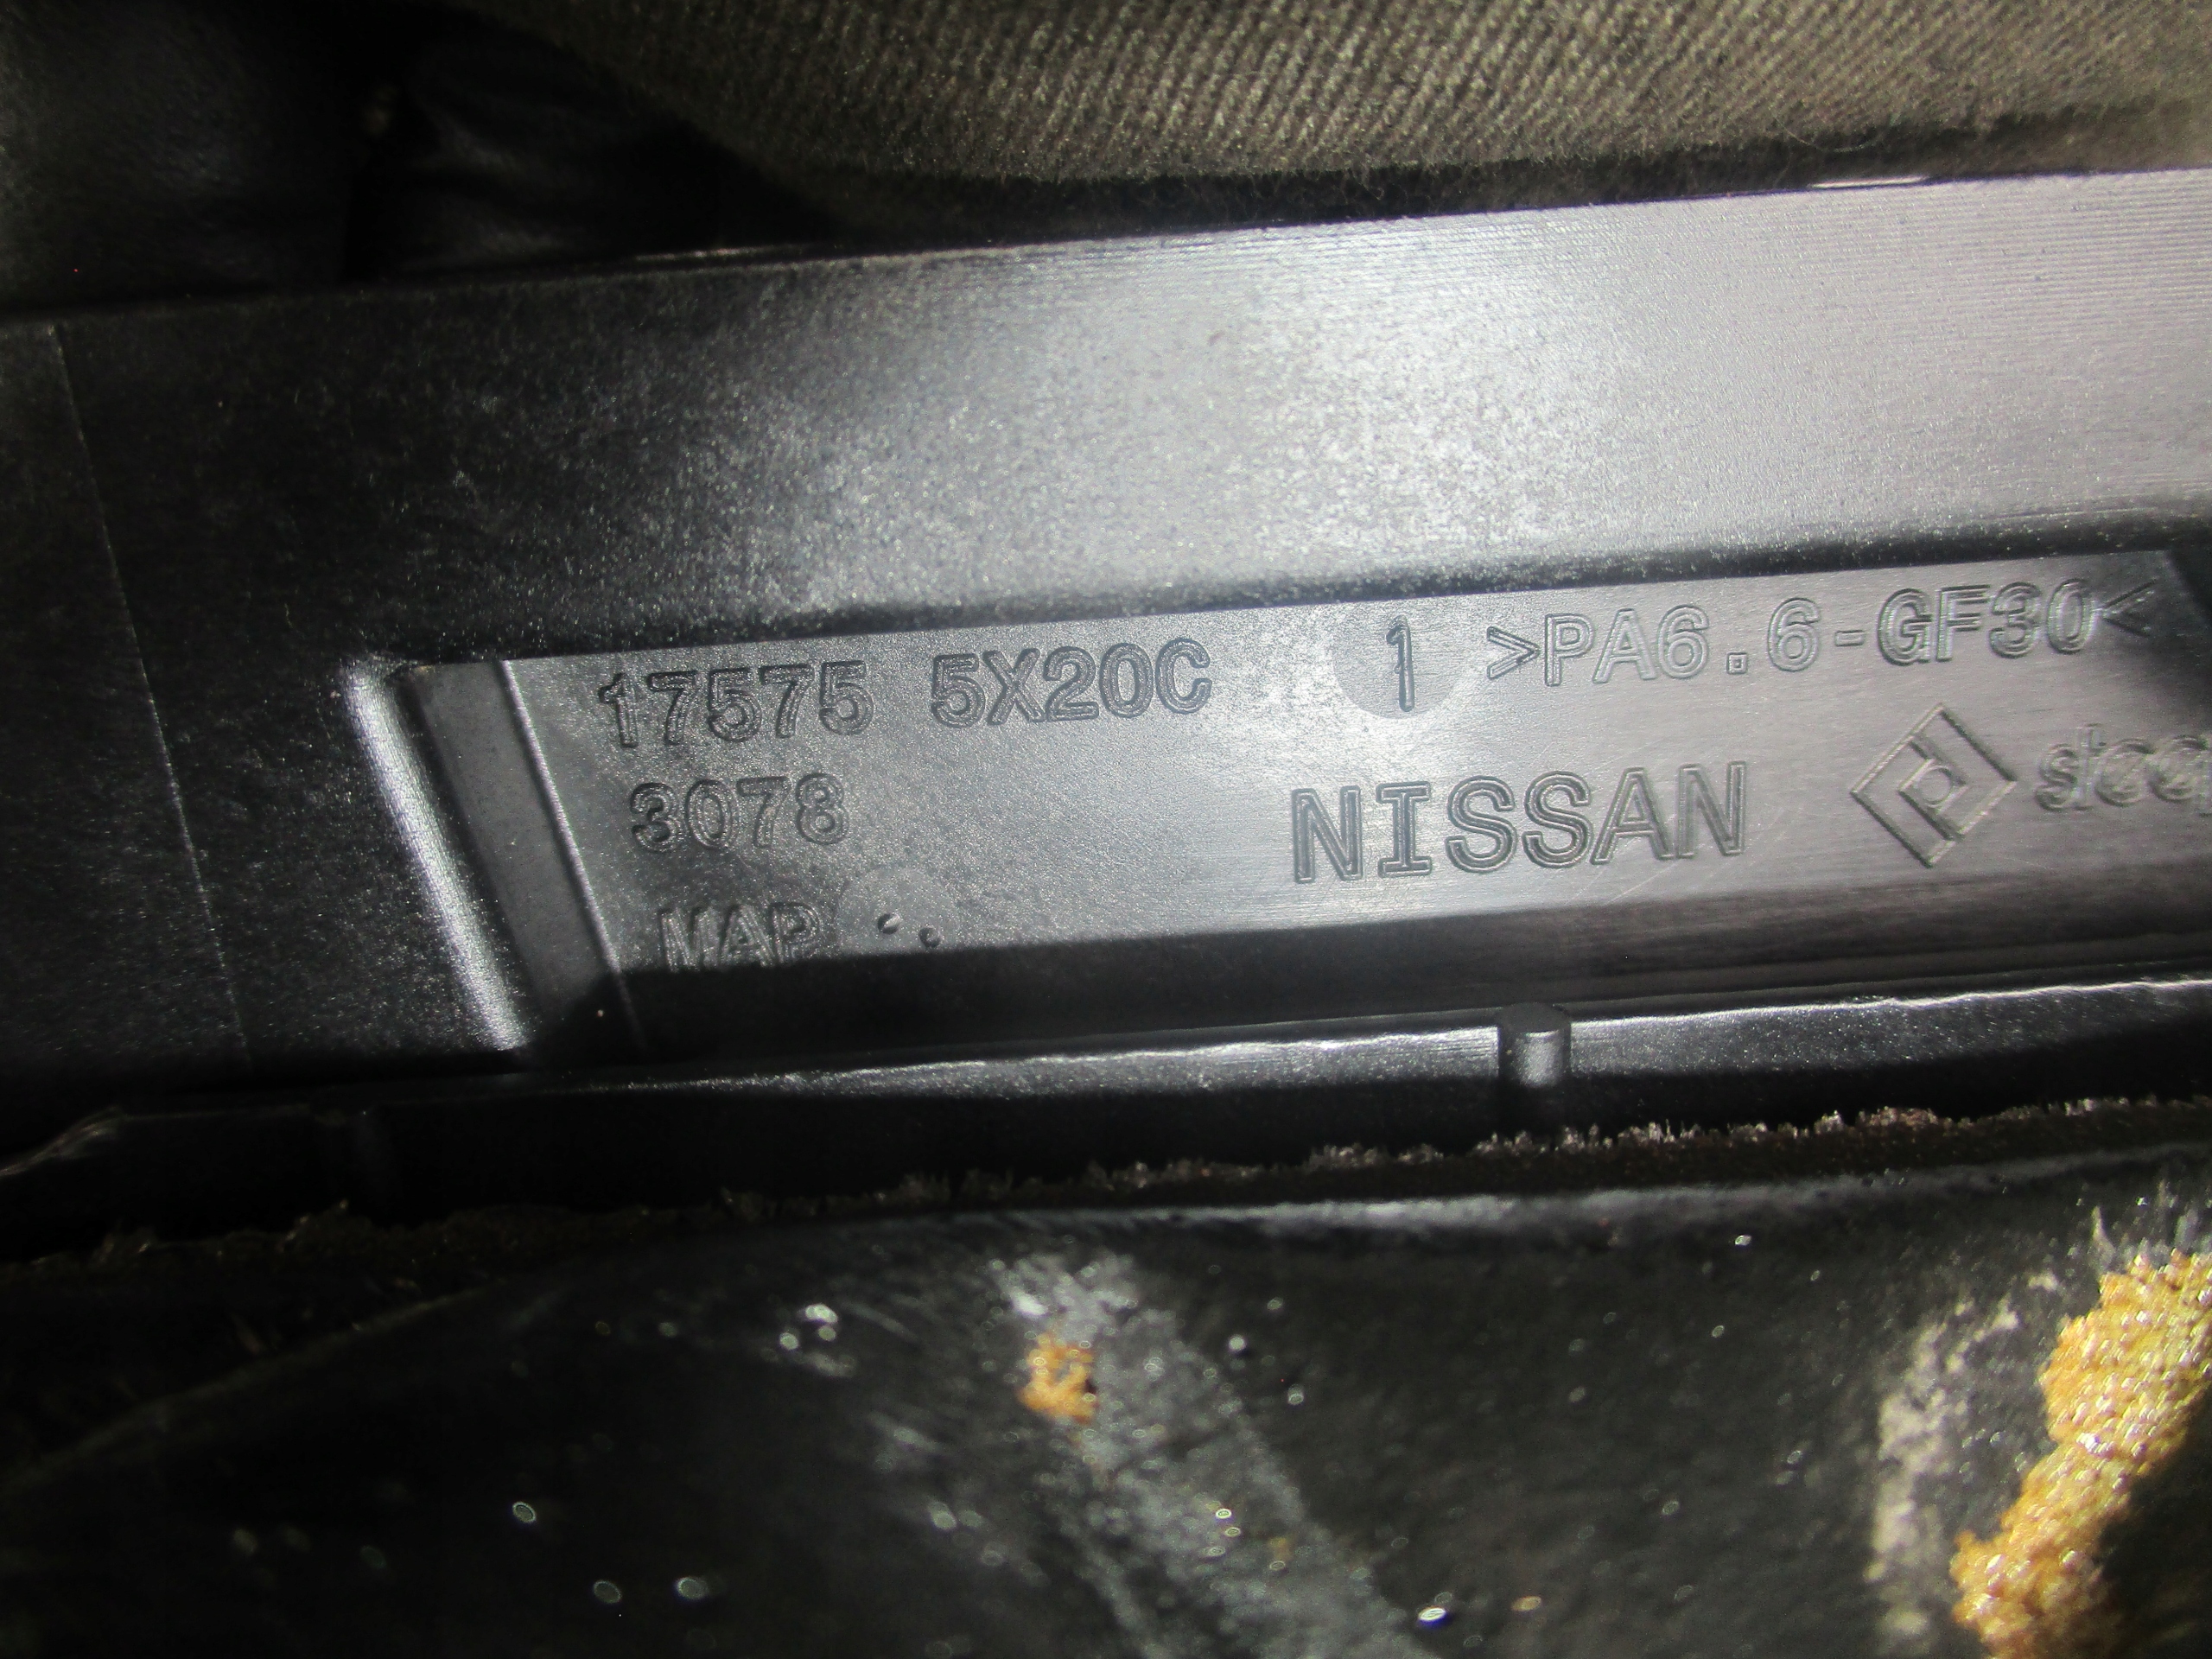 17575 5X20C 1 >PA6.6-GF30<
3078 NISSAN
MAP